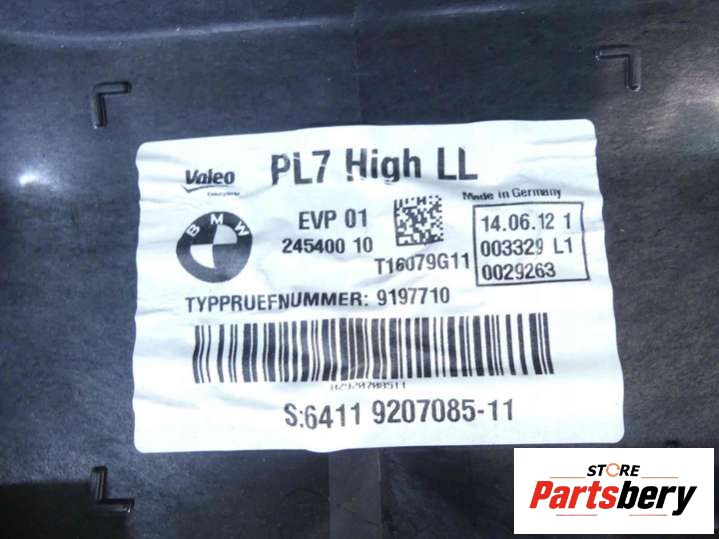 Valeo
PL7 High LL
Made in Germany
BMW
EVP 01
245400 10
T16079G11
14.06.12 1
003329 L1
0029263
TYPPRUEFNUMMER: 9197710
S:6411 9207085-11
STORE
Partsbery